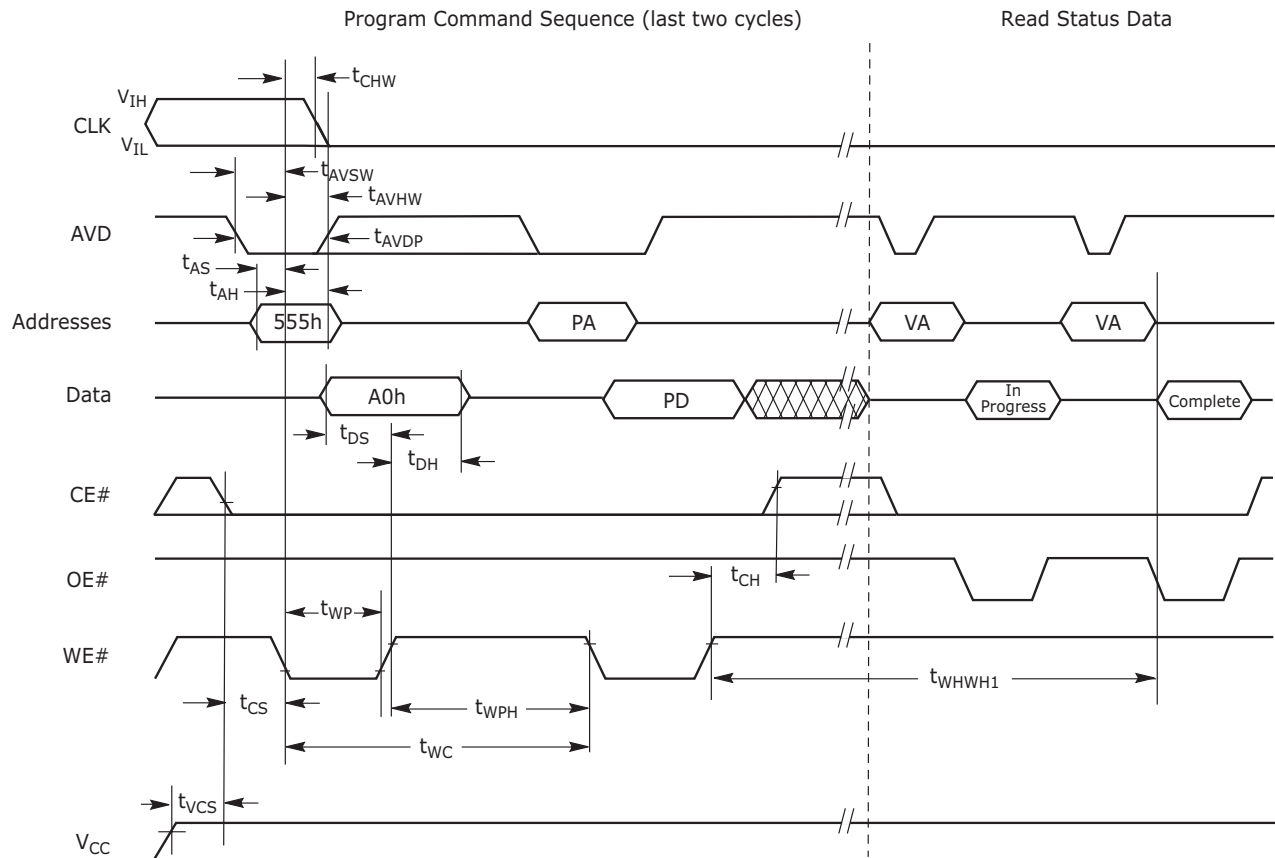 Program Command Sequence (last two cycles) Read Status Data
tCHW
VIH
CLK
VIL
tAVSW
tAVHW
AVD
tAVDP
tAS
tAH
Addresses 555h PA VA VA
Data A0h PD In Progress Complete
tDS
tDH
CE#
OE# tCH
tWP
WE#
tWHWH1
tCS tWPH
tWC
tVCS
VCC